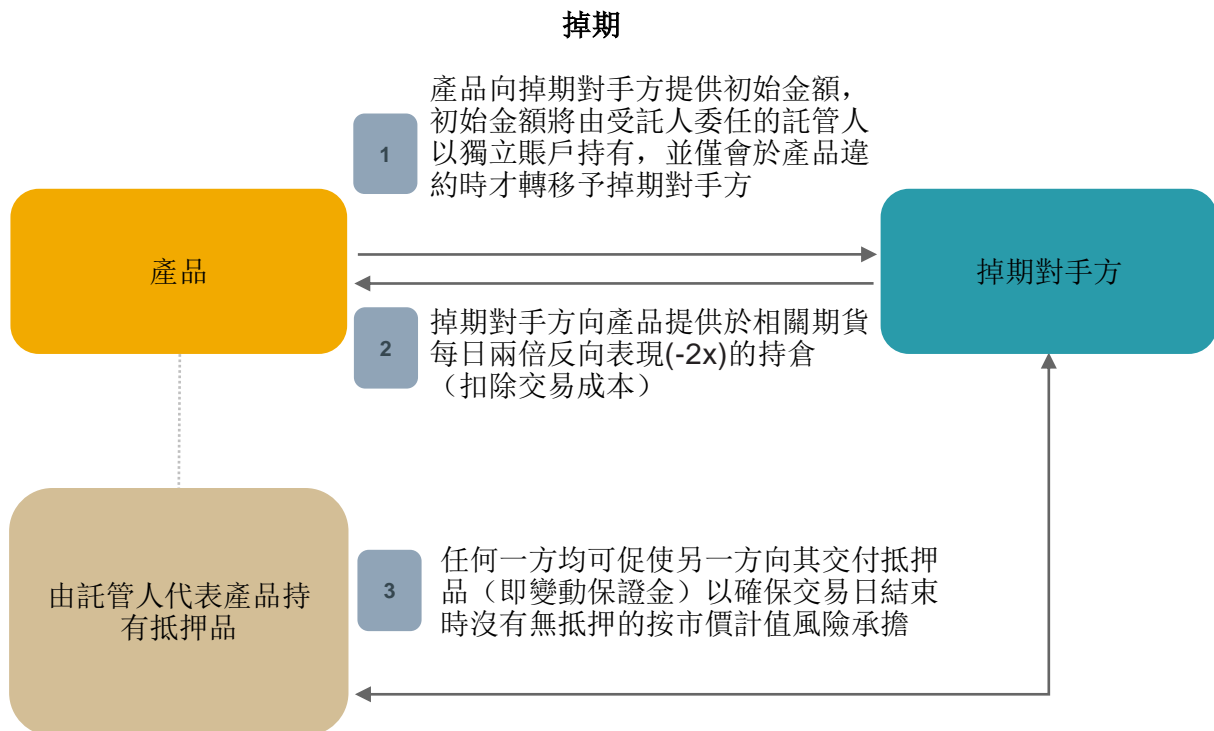 掉期
產品向掉期對手方提供初始金額，
初始金額將由受託人委任的託管人
以獨立賬戶持有，並僅會於產品違
約時才轉移予掉期對手方
1
產品
掉期對手方
掉期對手方向產品提供於相關期貨
每日兩倍反向表現(-2x)的持倉
（扣除交易成本）
2
任何一方均可促使另一方向其交付抵押
品（即變動保證金）以確保交易日結束
時沒有無抵押的按市價計值風險承擔
3
由託管人代表產品持
有抵押品